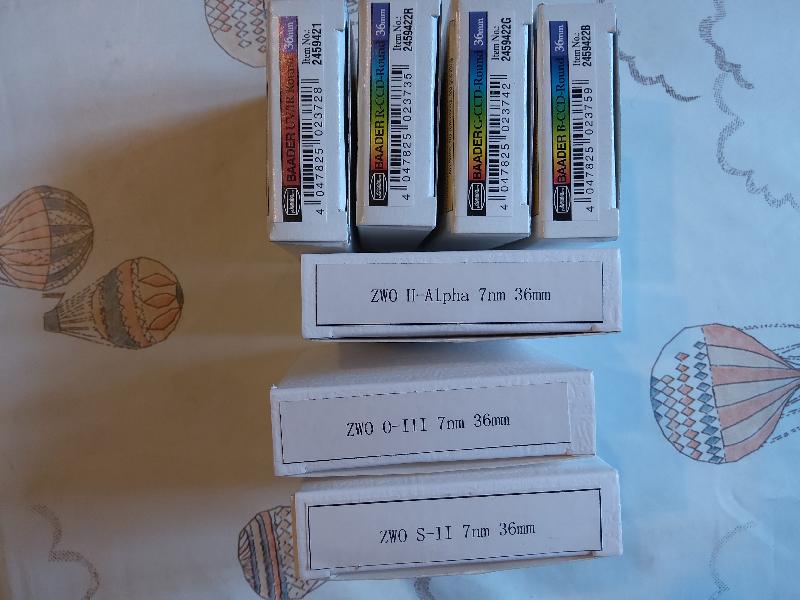 BAADER UV/IR Round 36mm
Item No.:
2459421
4 047825 023728
BAADER R-CCD-Round 36mm
Item No.:
2459422R
4 047825 023735
BAADER G-CCD-Round 36mm
Item No.:
2459422G
4 047825 023742
BAADER B-CCD-Round 36mm
Item No.:
2459422B
4 047825 023759
ZWO H-Alpha 7nm 36mm
ZWO O-III 7nm 36mm
ZWO S-II 7nm 36mm